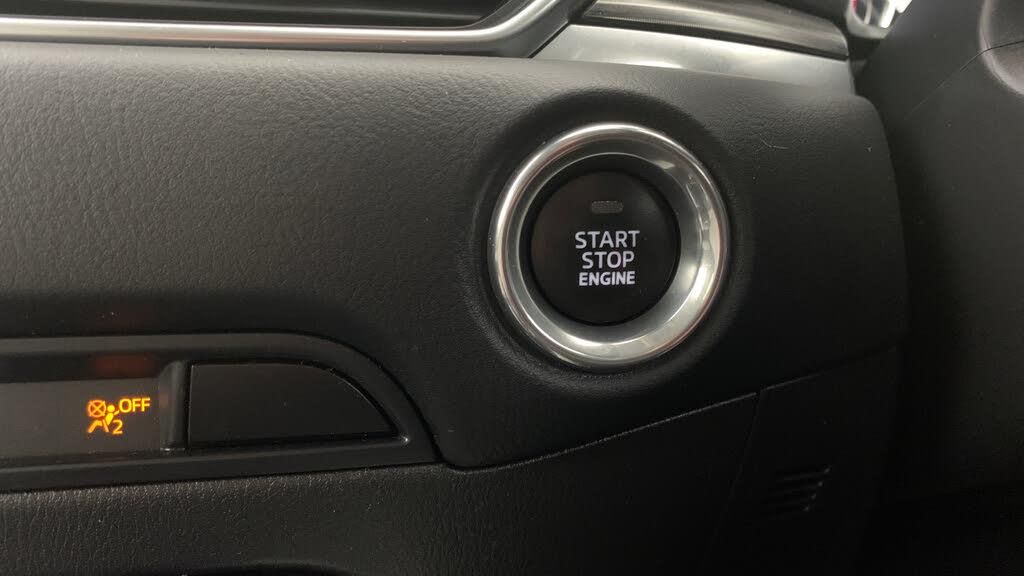 START
STOP
ENGINE
OFF
2